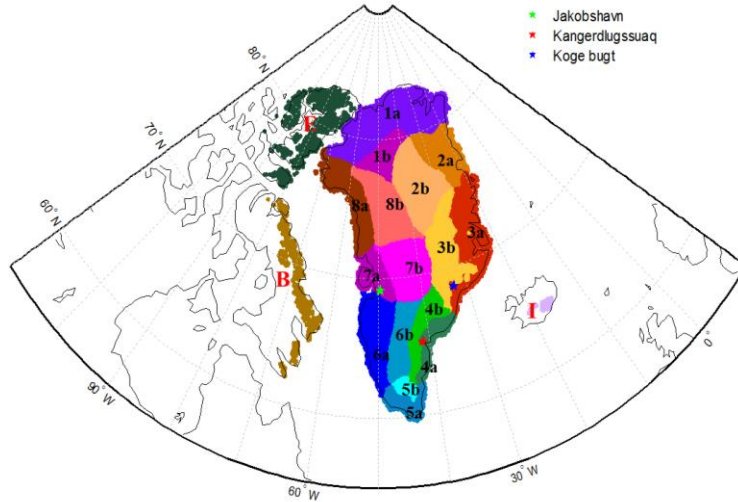 Jakobshavn
Kangerdlugssuaq
Koge bugt
80° N
70° N
60° N
E
1a
1b
2a
2b
8a
8b
3a
3b
B
7a
7b
I
4b
6b
6a
4a
5b
5a
0°
90° W
60° W
30° W